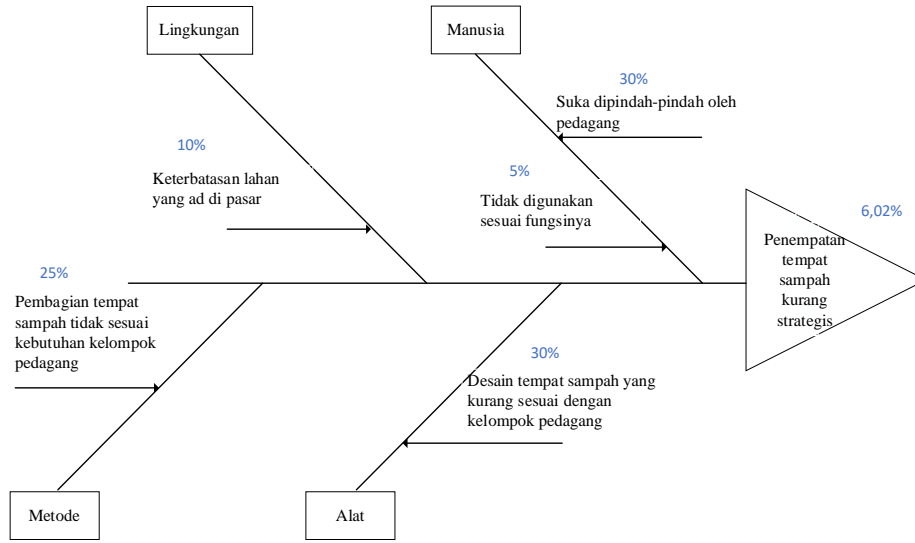 Lingkungan
Manusia
30%
Suka dipindah-pindah oleh
pedagang
10%
Keterbatasan lahan
yang ad di pasar
5%
Tidak digunakan
sesuai fungsinya
6,02%
Penempatan
tempat
sampah
kurang
strategis
25%
Pembagian tempat
sampah tidak sesuai
kebutuhan kelompok
pedagang
30%
Desain tempat sampah yang
kurang sesuai dengan
kelompok pedagang
Metode
Alat